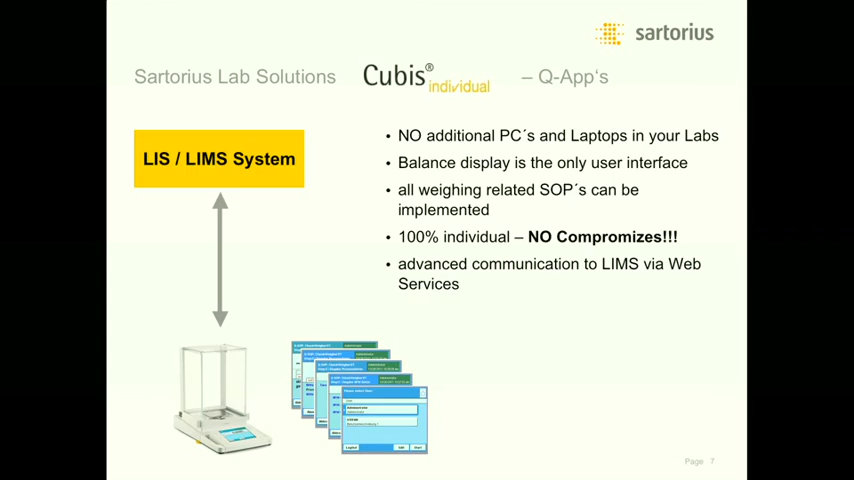 sartorius
Sartorius Lab Solutions
Cubis®
individual
– Q-App‘s
LIS / LIMS System
• NO additional PC´s and Laptops in your Labs
• Balance display is the only user interface
• all weighing related SOP´s can be
implemented
• 100% individual – NO Compromizes!!!
• advanced communication to LIMS via Web
Services
Page 7